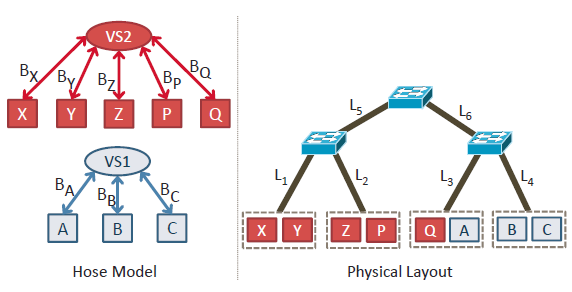 VS2
B_X B_Y B_Z B_P B_Q
X Y Z P Q
VS1
B_A B_B B_C
A B C
Hose Model
L_5 L_6
L_1 L_2 L_3 L_4
X Y Z P Q A B C
Physical Layout